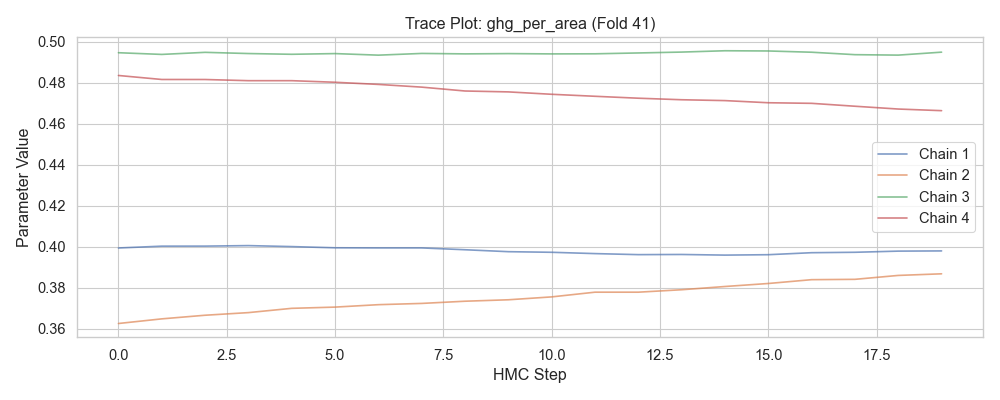 Trace Plot: ghg_per_area (Fold 41)
Parameter Value
0.50
0.48
0.46
0.44
0.42
0.40
0.38
0.36
Chain 1
Chain 2
Chain 3
Chain 4
0.0 2.5 5.0 7.5 10.0 12.5 15.0 17.5
HMC Step